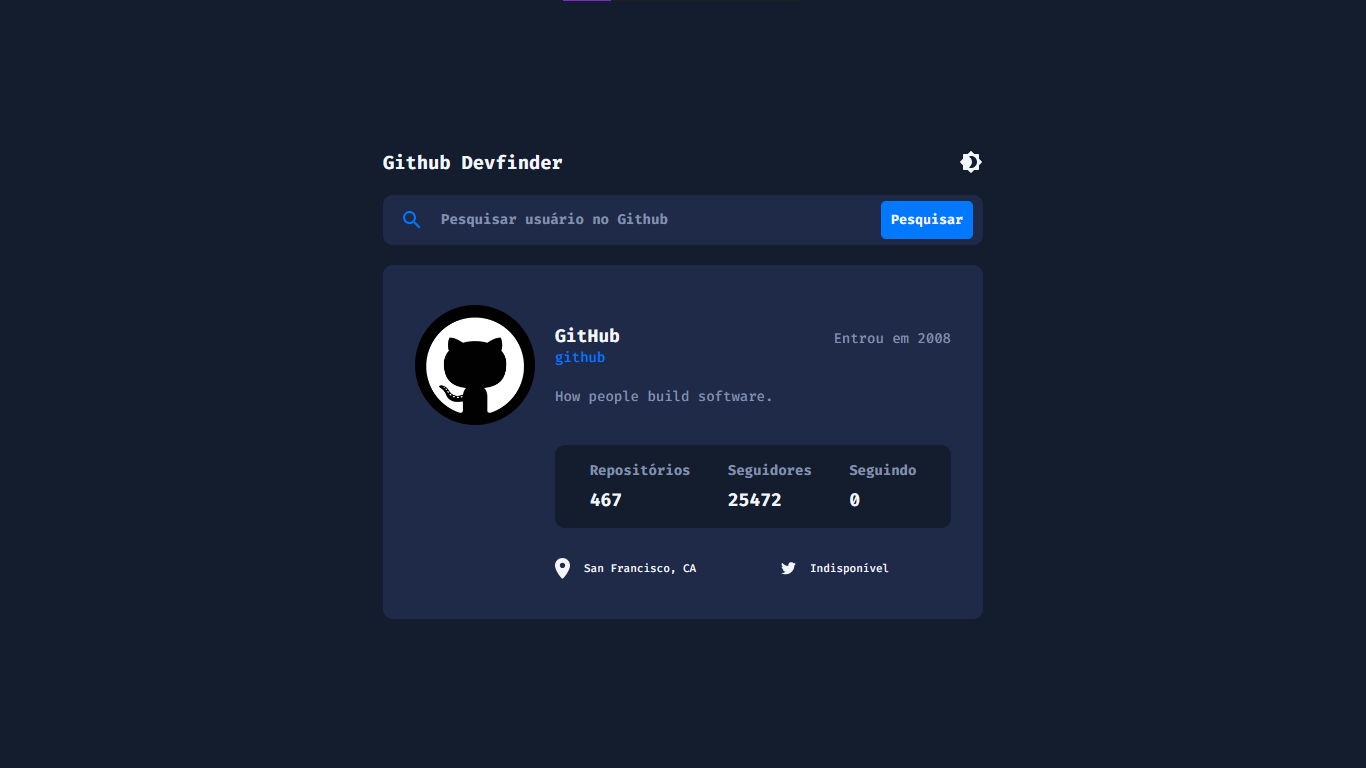 Github Devfinder
Pesquisar usuário no Github
Pesquisar
GitHub
Entrou em 2008
github
How people build software.
Repositórios Seguidores Seguindo
467 25472 0
San Francisco, CA
Indisponível